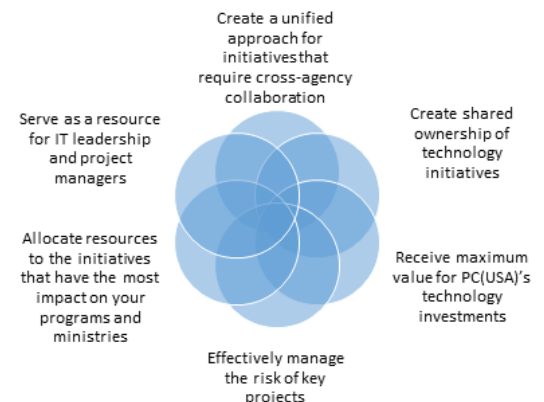 Create a unified
approach for
initiatives that
require cross-agency
collaboration
Create shared
ownership of
technology
initiatives
Receive maximum
value for PC(USA)'s
technology
investments
Effectively manage
the risk of key
projects
Allocate resources
to the initiatives
that have the most
impact on your
programs and
ministries
Serve as a resource
for IT leadership
and project
managers